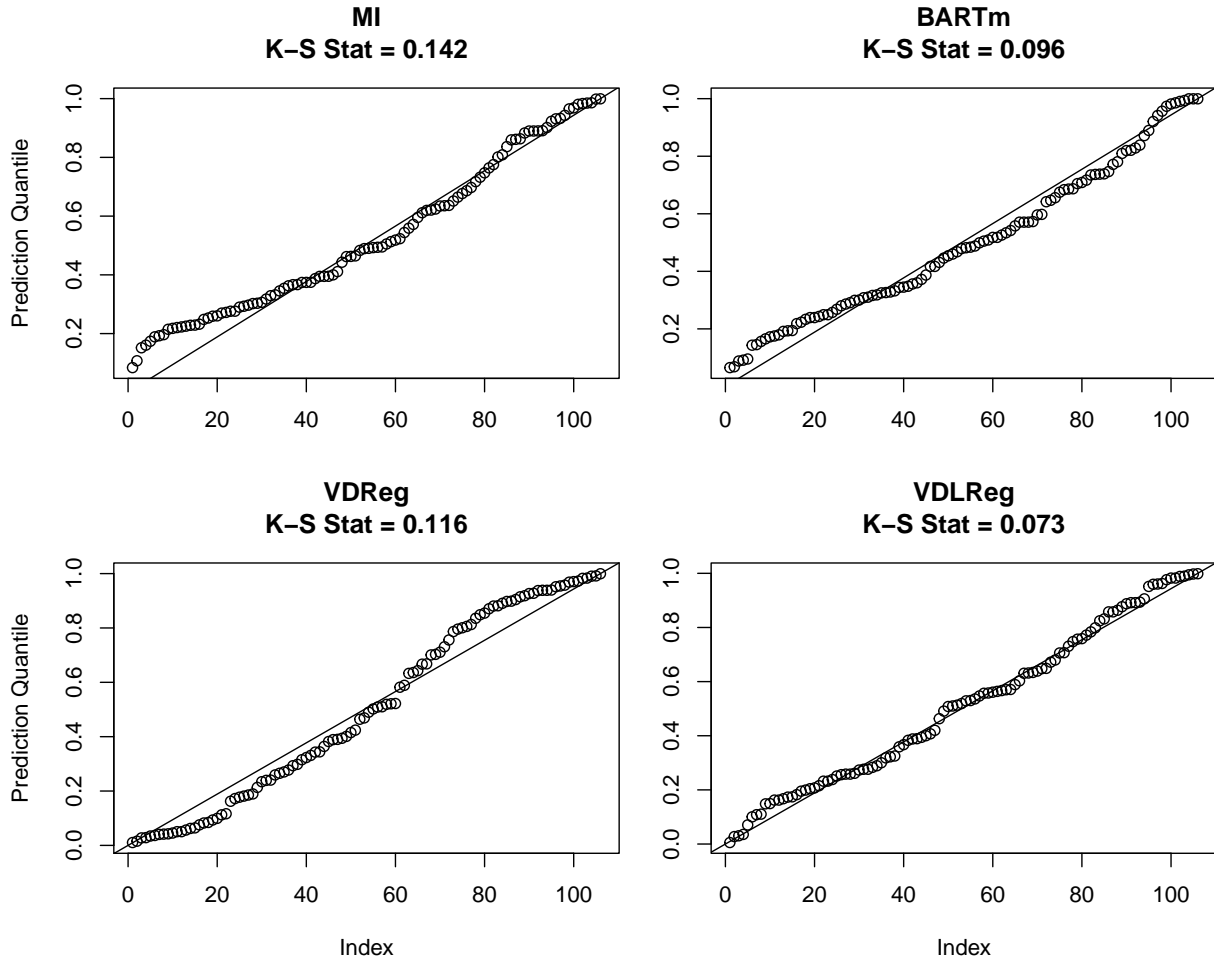 MI
K−S Stat = 0.142
BARTm
K−S Stat = 0.096
Prediction Quantile
1.0
0.8
0.6
0.4
0.2
0 20 40 60 80 100
1.0
0.8
0.6
0.4
0.2
0 20 40 60 80 100
VDReg
K−S Stat = 0.116
VDLReg
K−S Stat = 0.073
Prediction Quantile
1.0
0.8
0.6
0.4
0.2
0.0
0 20 40 60 80 100
Index
1.0
0.8
0.6
0.4
0.2
0.0
0 20 40 60 80 100
Index